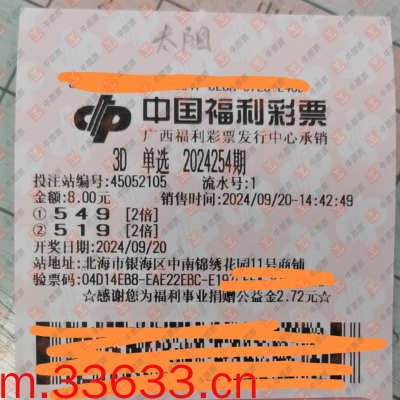 太阳
中国福利彩票
广西福利彩票发行中心承销
3D 单选 2024254期
投注站编号:45052105 流水号:1
金额:8.00元 销售时间:2024/09/20-14:42:49
① 5 4 9 [2倍]
② 5 1 9 [2倍]
开奖日期:2024/09/20
站地址:北海市银海区中南锦绣花园11号商铺
验票码:04D14EB8-EAE22EBC-E19
☆感谢您为福利事业捐赠公益金2.72元☆
m.33633.cn